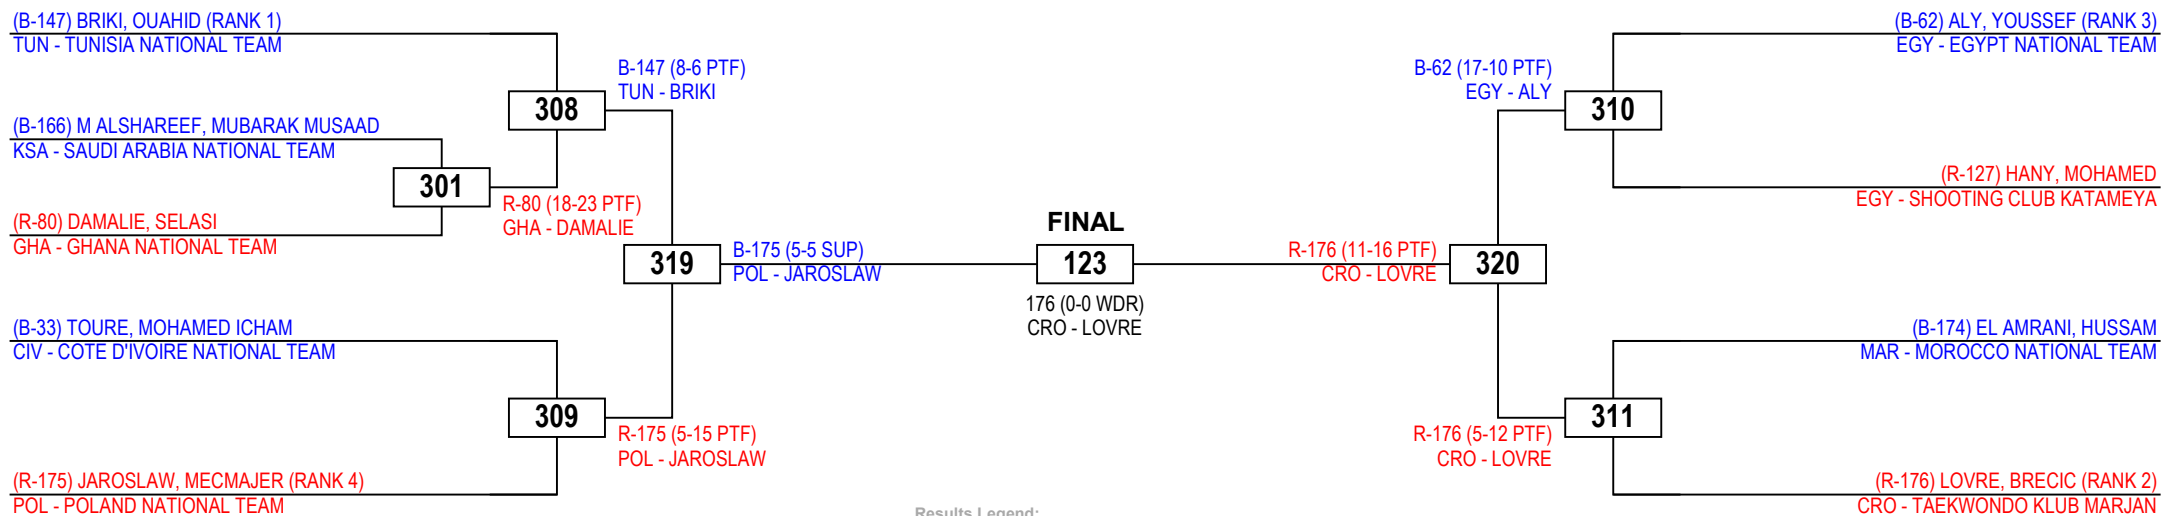 (B-147) BRIKI, OUAHID (RANK 1)
TUN - TUNISIA NATIONAL TEAM
B-147 (8-6 PTF)
TUN - BRIKI
308
(B-166) M ALSHAREEF, MUBARAK MUSAAD
KSA - SAUDI ARABIA NATIONAL TEAM
301
R-80 (18-23 PTF)
GHA - DAMALIE
(R-80) DAMALIE, SELASI
GHA - GHANA NATIONAL TEAM
319
B-175 (5-5 SUP)
POL - JAROSLAW
(B-33) TOURE, MOHAMED ICHAM
CIV - COTE D'IVOIRE NATIONAL TEAM
309
R-175 (5-15 PTF)
POL - JAROSLAW
(R-175) JAROSLAW, MECMAJER (RANK 4)
POL - POLAND NATIONAL TEAM
FINAL
123
176 (0-0 WDR)
CRO - LOVRE
(B-62) ALY, YOUSSEF (RANK 3)
EGY - EGYPT NATIONAL TEAM
B-62 (17-10 PTF)
EGY - ALY
310
(R-127) HANY, MOHAMED
EGY - SHOOTING CLUB KATAMEYA
R-176 (11-16 PTF)
CRO - LOVRE
320
(B-174) EL AMRANI, HUSSAM
MAR - MOROCCO NATIONAL TEAM
311
R-176 (5-12 PTF)
CRO - LOVRE
(R-176) LOVRE, BRECIC (RANK 2)
CRO - TAEKWONDO KLUB MARJAN
Results Legend: